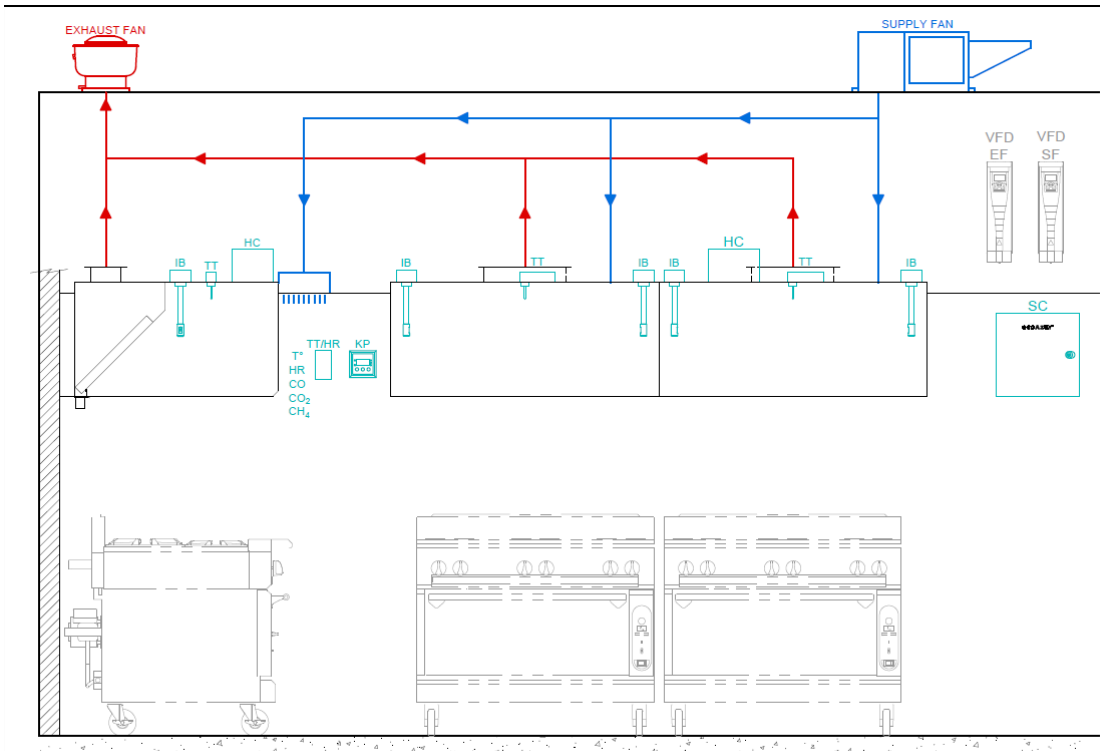 EXHAUST FAN
SUPPLY FAN
VFD
EF
VFD
SF
HC
HC
IB
TT
IB
TT
IB
IB
TT
IB
SC
TT/HR
KP
T°
HR
CO
CO₂
CH₄